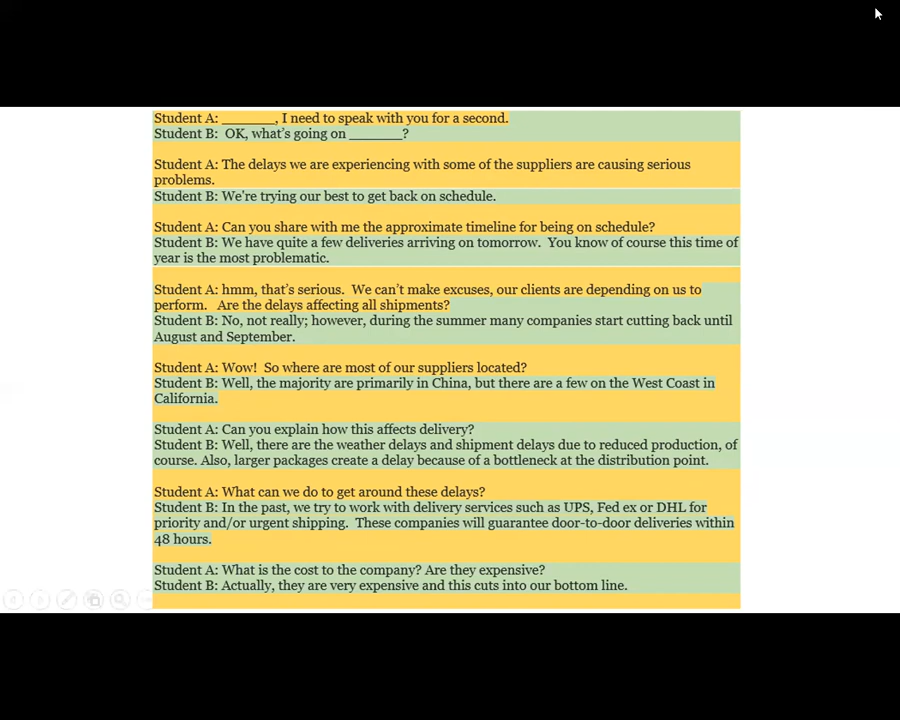 Student A: _______, I need to speak with you for a second.
Student B:  OK, what's going on _______?
Student A: The delays we are experiencing with some of the suppliers are causing serious
problems.
Student B: We're trying our best to get back on schedule.
Student A: Can you share with me the approximate timeline for being on schedule?
Student B: We have quite a few deliveries arriving on tomorrow.  You know of course this time of
year is the most problematic.
Student A: hmm, that's serious.  We can't make excuses, our clients are depending on us to
perform.   Are the delays affecting all shipments?
Student B: No, not really; however, during the summer many companies start cutting back until
August and September.
Student A: Wow!  So where are most of our suppliers located?
Student B: Well, the majority are primarily in China, but there are a few on the West Coast in
California.
Student A: Can you explain how this affects delivery?
Student B: Well, there are the weather delays and shipment delays due to reduced production, of
course. Also, larger packages create a delay because of a bottleneck at the distribution point.
Student A: What can we do to get around these delays?
Student B: In the past, we try to work with delivery services such as UPS, Fed ex or DHL for
priority and/or urgent shipping.  These companies will guarantee door-to-door deliveries within
48 hours.
Student A: What is the cost to the company? Are they expensive?
Student B: Actually, they are very expensive and this cuts into our bottom line.